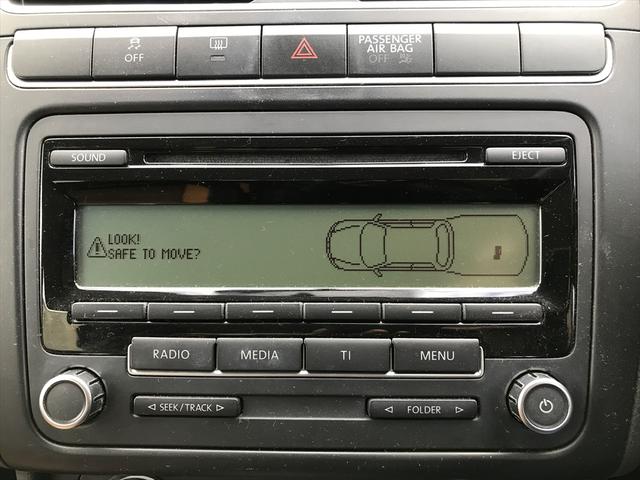 OFF
PASSENGER
AIR BAG
OFF
SOUND
EJECT
LOOK!
SAFE TO MOVE?
RADIO
MEDIA
TI
MENU
SEEK/TRACK
FOLDER